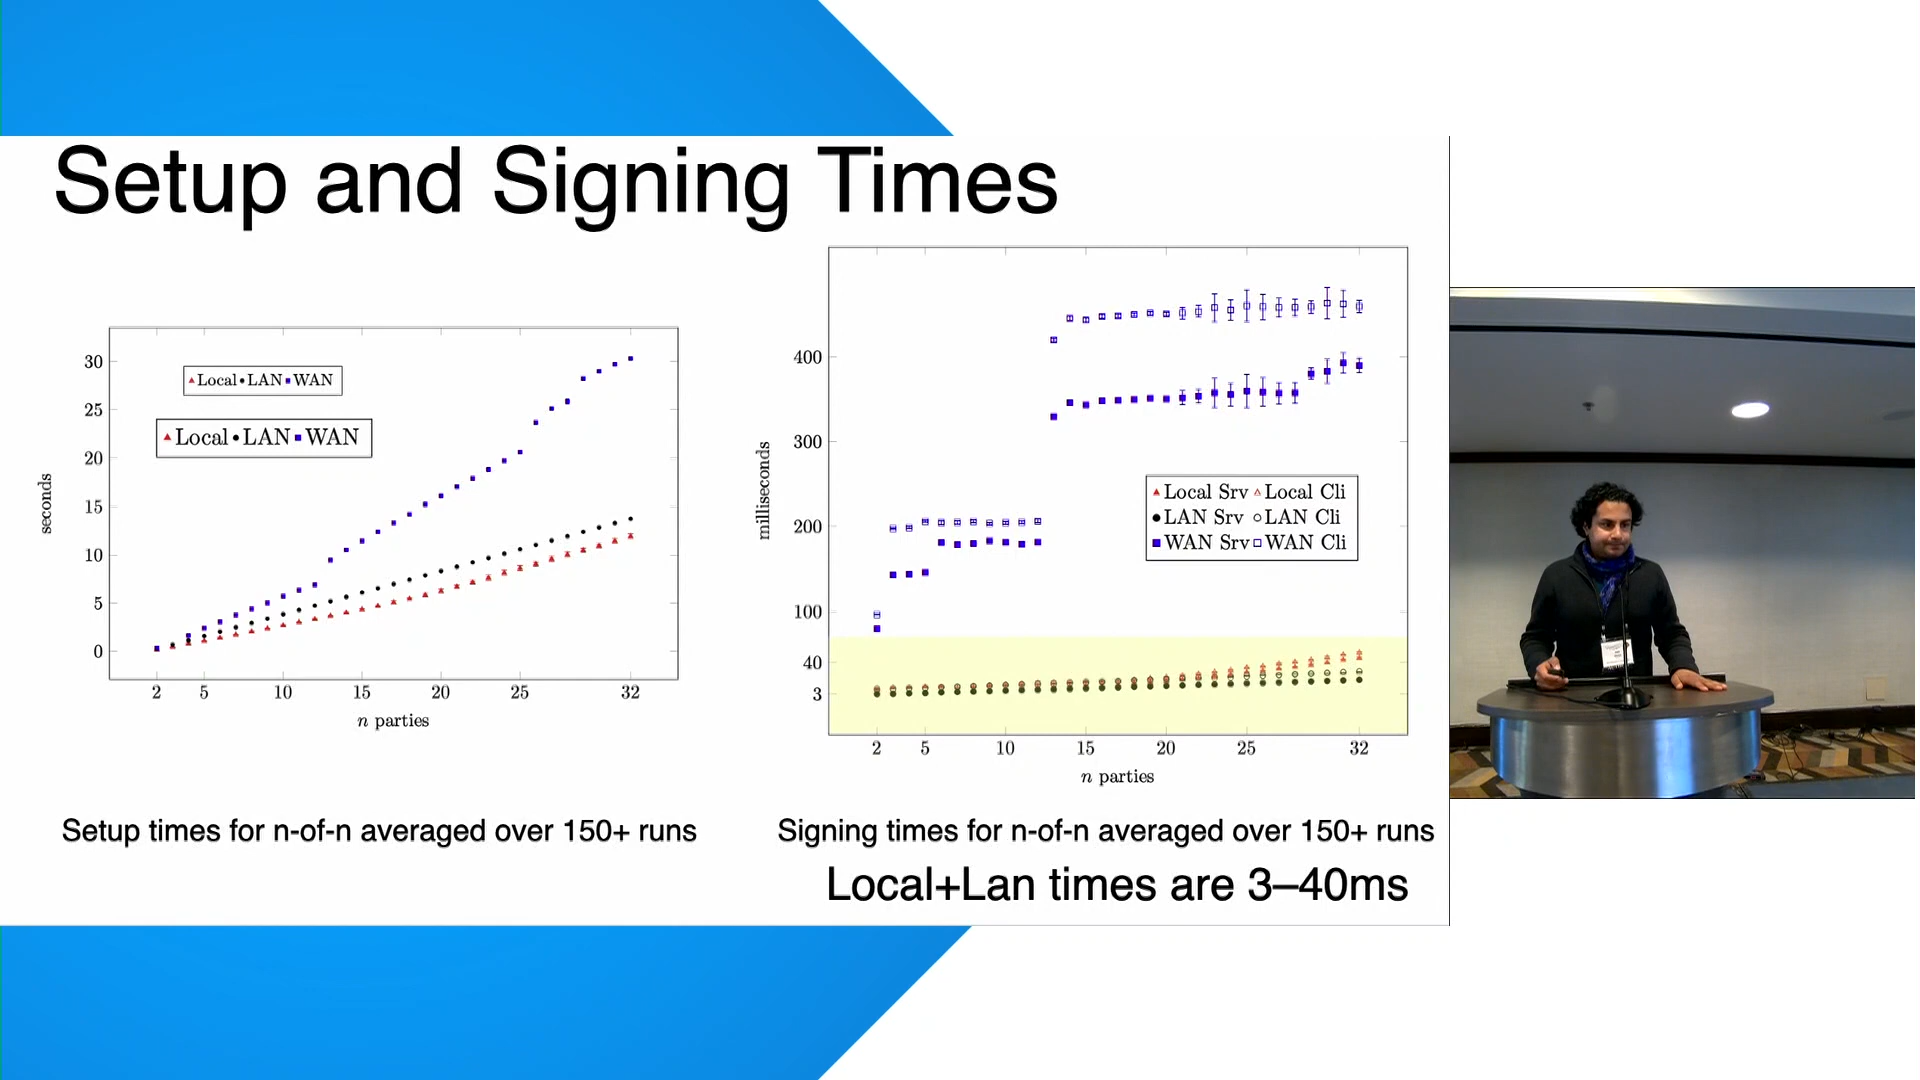 Setup and Signing Times
30
25
20
15
10
5
0
seconds
Local LAN WAN
Local LAN WAN
2 5 10 15 20 25 32
n parties
Setup times for n-of-n averaged over 150+ runs
400
300
200
100
40
3
milliseconds
Local Srv Local Cli
LAN Srv LAN Cli
WAN Srv WAN Cli
2 5 10 15 20 25 32
n parties
Signing times for n-of-n averaged over 150+ runs
Local+Lan times are 3–40ms